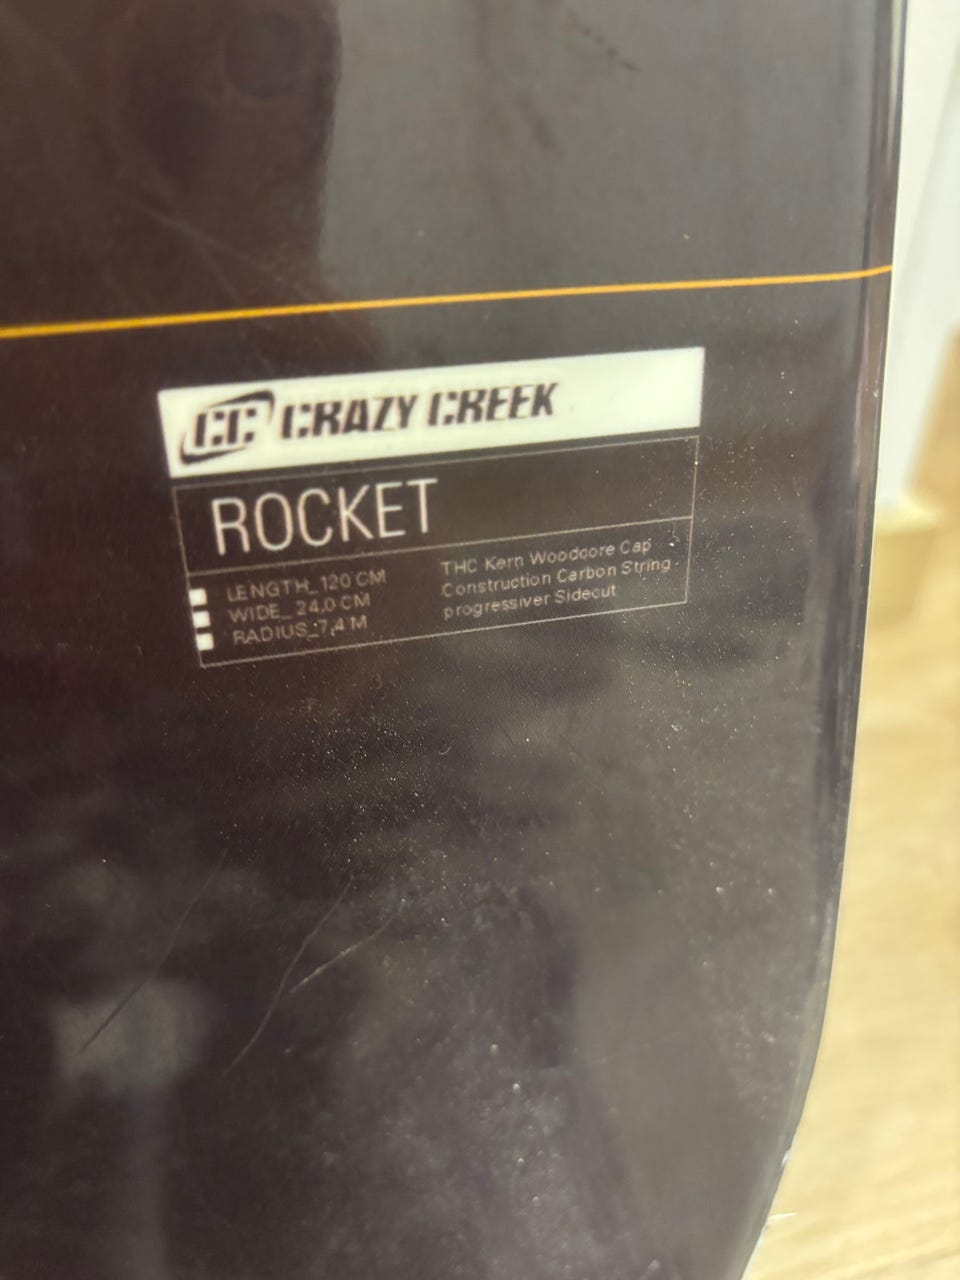 CC CRAZY CREEK
ROCKET
LENGTH_120 CM
WIDE_24,0 CM
RADIUS_7,4 M
THC Kern Woodcore Cap
Construction Carbon String
progressiver Sidecut